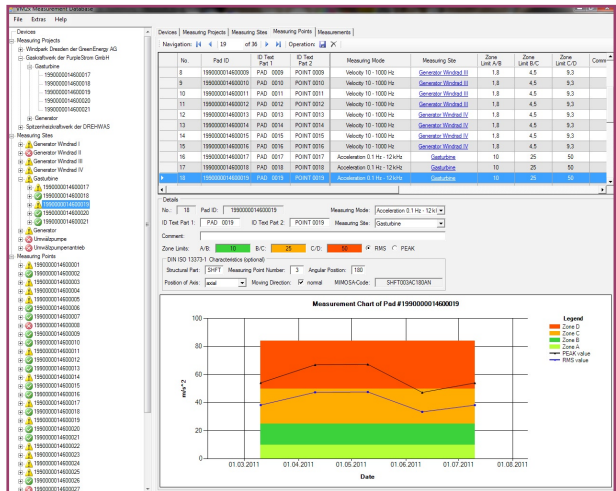 VMGX Measurement Database
File Extras Help
Devices
Measuring Projects
Windpark Dresden der GreenEnergy AG
Gaskraftwerk der PurpleStrom GmbH
Gasturbine
1990000014600017
1990000014600018
1990000014600019
1990000014600020
1990000014600021
Generator
Spitzenheizkraftwerk der DREHWAS
Measuring Sites
Generator Windrad I
Generator Windrad II
Generator Windrad III
Generator Windrad IV
Gasturbine
1990000014600017
1990000014600018
1990000014600019
1990000014600020
1990000014600021
Generator
Umwälzpumpe
Umwälzpumpenantrieb
Measuring Points
1990000014600001
1990000014600002
1990000014600003
1990000014600004
1990000014600005
1990000014600006
1990000014600007
1990000014600008
1990000014600009
1990000014600010
1990000014600011
1990000014600012
1990000014600013
1990000014600014
1990000014600015
1990000014600016
1990000014600017
1990000014600018
1990000014600019
1990000014600020
1990000014600021
1990000014600022
1990000014600023
1990000014600024
1990000014600025
1990000014600026
1990000014600027
Devices Measuring Projects Measuring Sites Measuring Points Measurements
Navigation: 19 of 36 Operation:
No. Pad ID ID Text Part 1 ID Text Part 2 Measuring Mode Measuring Site Zone Limit A/B Zone Limit B/C Zone Limit C/D
8 1990000014600009 PAD 0009 POINT 0009 Velocity 10 - 1000 Hz Generator Windrad III 1,8 4,5 9,3
9 1990000014600010 PAD 0010 POINT 0010 Velocity 10 - 1000 Hz Generator Windrad III 1,8 4,5 9,3
10 1990000014600011 PAD 0011 POINT 0011 Velocity 10 - 1000 Hz Generator Windrad III 1,8 4,5 9,3
11 1990000014600012 PAD 0012 POINT 0012 Velocity 10 - 1000 Hz Generator Windrad III 1,8 4,5 9,3
12 1990000014600013 PAD 0013 POINT 0013 Velocity 10 - 1000 Hz Generator Windrad IV 1,8 4,5 9,3
13 1990000014600014 PAD 0014 POINT 0014 Velocity 10 - 1000 Hz Generator Windrad IV 1,8 4,5 9,3
14 1990000014600015 PAD 0015 POINT 0015 Velocity 10 - 1000 Hz Generator Windrad IV 1,8 4,5 9,3
15 1990000014600016 PAD 0016 POINT 0016 Velocity 10 - 1000 Hz Generator Windrad IV 1,8 4,5 9,3
16 1990000014600017 PAD 0017 POINT 0017 Acceleration 0.1 Hz - 12 kHz Gasturbine 10 25 50
17 1990000014600018 PAD 0018 POINT 0018 Acceleration 0.1 Hz - 12 kHz Gasturbine 10 25 50
18 1990000014600019 PAD 0019 POINT 0019 Acceleration 0.1 Hz - 12 kHz Gasturbine 10 25 50
Details
No.: 18 Pad ID: 1990000014600019 Measuring Mode: Acceleration 0.1 Hz - 12 kH
ID Text Part 1: PAD 0019 ID Text Part 2: POINT 0019 Measuring Site: Gasturbine
Comment:
Zone Limits: A/B: 10 B/C: 25 C/D: 50 RMS PEAK
DIN ISO 13373-1 Characteristics (optional)
Structural Part: SHFT Measuring Point Number: 3 Angular Position: 180
Position of Axis: axial Moving Direction: normal MIMOSA-Code: SHFT003AC180AN
Measurement Chart of Pad #1990000014600019
Legend
Zone D
Zone C
Zone B
Zone A
PEAK value
RMS value
100
80
60
40
20
0
m/s^2
01.03.2011 01.04.2011 01.05.2011 01.06.2011 01.07.2011 01.08.2011
Date